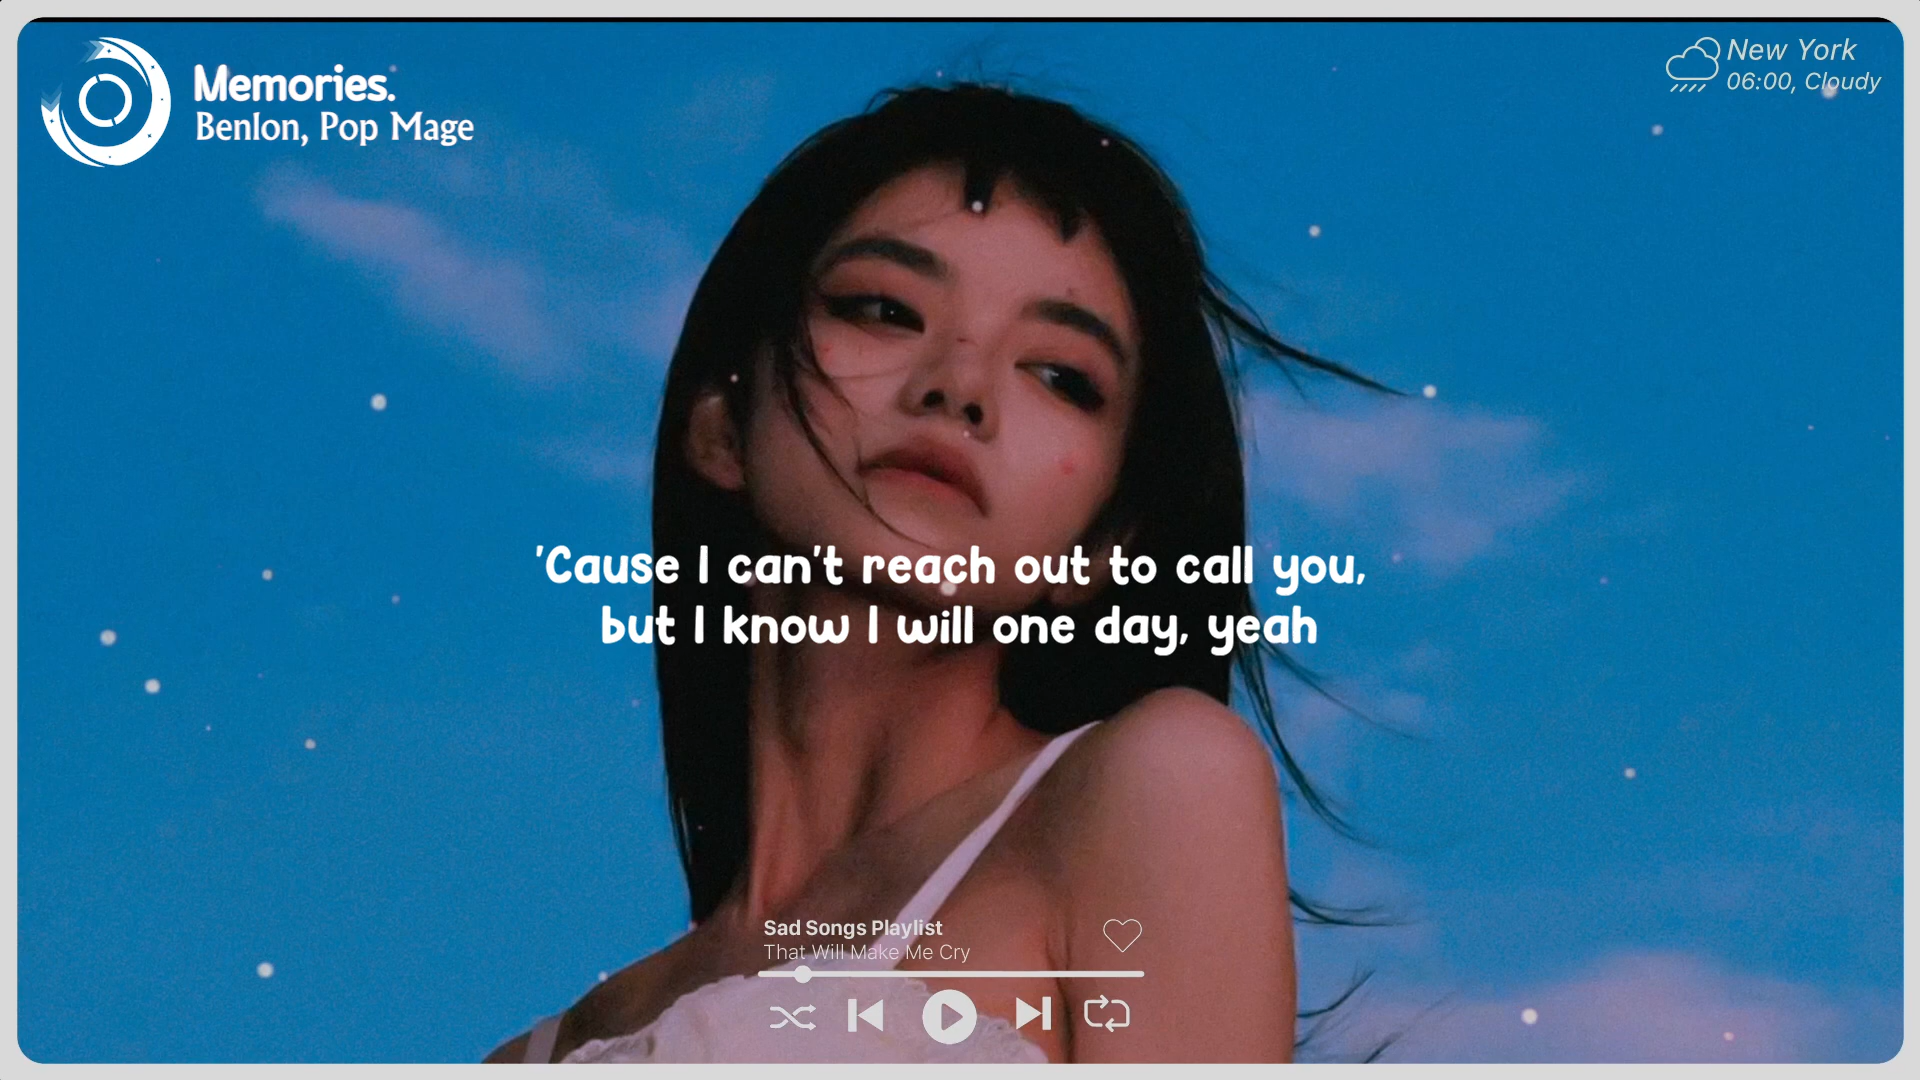 Memories.
Benlon, Pop Mage
New York
06:00, Cloudy
'Cause I can't reach out to call you,
but I know I will one day, yeah
Sad Songs Playlist
That Will Make Me Cry